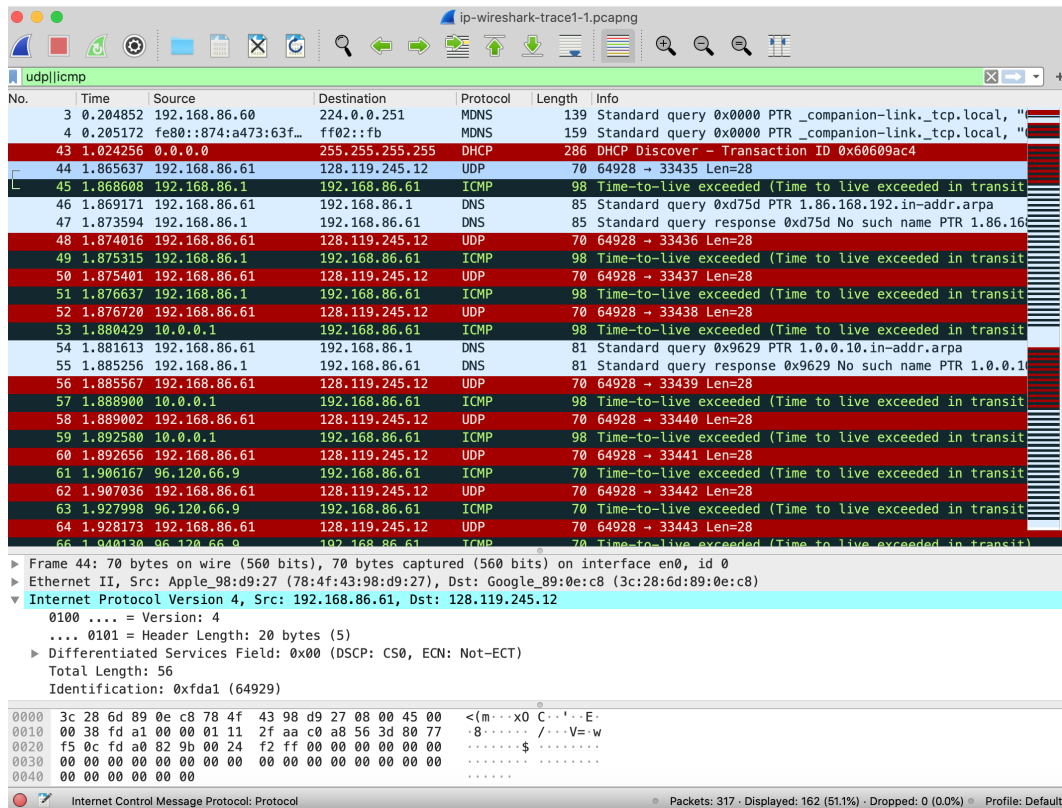 ip-wireshark-trace1-1.pcapng
udp||icmp
No. Time Source Destination Protocol Length Info
3 0.204852 192.168.86.60 224.0.0.251 MDNS 139 Standard query 0x0000 PTR _companion-link._tcp.local, "
4 0.205172 fe80::874:a473:63f… ff02::fb MDNS 159 Standard query 0x0000 PTR _companion-link._tcp.local, "
43 1.024256 0.0.0.0 255.255.255.255 DHCP 286 DHCP Discover - Transaction ID 0x60609ac4
44 1.865637 192.168.86.61 128.119.245.12 UDP 70 64928 → 33435 Len=28
45 1.868608 192.168.86.1 192.168.86.61 ICMP 98 Time-to-live exceeded (Time to live exceeded in transit
46 1.869171 192.168.86.61 192.168.86.1 DNS 85 Standard query 0xd75d PTR 1.86.168.192.in-addr.arpa
47 1.873594 192.168.86.1 192.168.86.61 DNS 85 Standard query response 0xd75d No such name PTR 1.86.168
48 1.874016 192.168.86.61 128.119.245.12 UDP 70 64928 → 33436 Len=28
49 1.875315 192.168.86.1 192.168.86.61 ICMP 98 Time-to-live exceeded (Time to live exceeded in transit
50 1.875401 192.168.86.61 128.119.245.12 UDP 70 64928 → 33437 Len=28
51 1.876637 192.168.86.1 192.168.86.61 ICMP 98 Time-to-live exceeded (Time to live exceeded in transit
52 1.876720 192.168.86.61 128.119.245.12 UDP 70 64928 → 33438 Len=28
53 1.880429 10.0.0.1 192.168.86.61 ICMP 98 Time-to-live exceeded (Time to live exceeded in transit
54 1.881613 192.168.86.61 192.168.86.1 DNS 81 Standard query 0x9629 PTR 1.0.0.10.in-addr.arpa
55 1.885256 192.168.86.1 192.168.86.61 DNS 81 Standard query response 0x9629 No such name PTR 1.0.0.10
56 1.885567 192.168.86.61 128.119.245.12 UDP 70 64928 → 33439 Len=28
57 1.888900 10.0.0.1 192.168.86.61 ICMP 98 Time-to-live exceeded (Time to live exceeded in transit
58 1.889002 192.168.86.61 128.119.245.12 UDP 70 64928 → 33440 Len=28
59 1.892580 10.0.0.1 192.168.86.61 ICMP 98 Time-to-live exceeded (Time to live exceeded in transit
60 1.892656 192.168.86.61 128.119.245.12 UDP 70 64928 → 33441 Len=28
61 1.906167 96.120.66.9 192.168.86.61 ICMP 70 Time-to-live exceeded (Time to live exceeded in transit
62 1.907036 192.168.86.61 128.119.245.12 UDP 70 64928 → 33442 Len=28
63 1.927998 96.120.66.9 192.168.86.61 ICMP 70 Time-to-live exceeded (Time to live exceeded in transit
64 1.928173 192.168.86.61 128.119.245.12 UDP 70 64928 → 33443 Len=28
66 1.940130 96.120.66.9 192.168.86.61 ICMP 70 Time-to-live exceeded (Time to live exceeded in transit)
Frame 44: 70 bytes on wire (560 bits), 70 bytes captured (560 bits) on interface en0, id 0
Ethernet II, Src: Apple_98:d9:27 (78:4f:43:98:d9:27), Dst: Google_89:0e:c8 (3c:28:6d:89:0e:c8)
Internet Protocol Version 4, Src: 192.168.86.61, Dst: 128.119.245.12
0100 .... = Version: 4
.... 0101 = Header Length: 20 bytes (5)
Differentiated Services Field: 0x00 (DSCP: CS0, ECN: Not-ECT)
Total Length: 56
Identification: 0xfda1 (64929)
0000 3c 28 6d 89 0e c8 78 4f 43 98 d9 27 08 00 45 00 <(m···xO C··'··E·
0010 00 38 fd a1 00 00 01 11 2f aa c0 a8 56 3d 80 77 ·8······ /···V=·w
0020 f5 0c fd a0 82 9b 00 24 f2 ff 00 00 00 00 00 00 ·······$ ········
0030 00 00 00 00 00 00 00 00 00 00 00 00 00 00 00 00 ········ ········
0040 00 00 00 00 00 00 ······
Internet Control Message Protocol: Protocol
Packets: 317 · Displayed: 162 (51.1%) · Dropped: 0 (0.0%)
Profile: Default